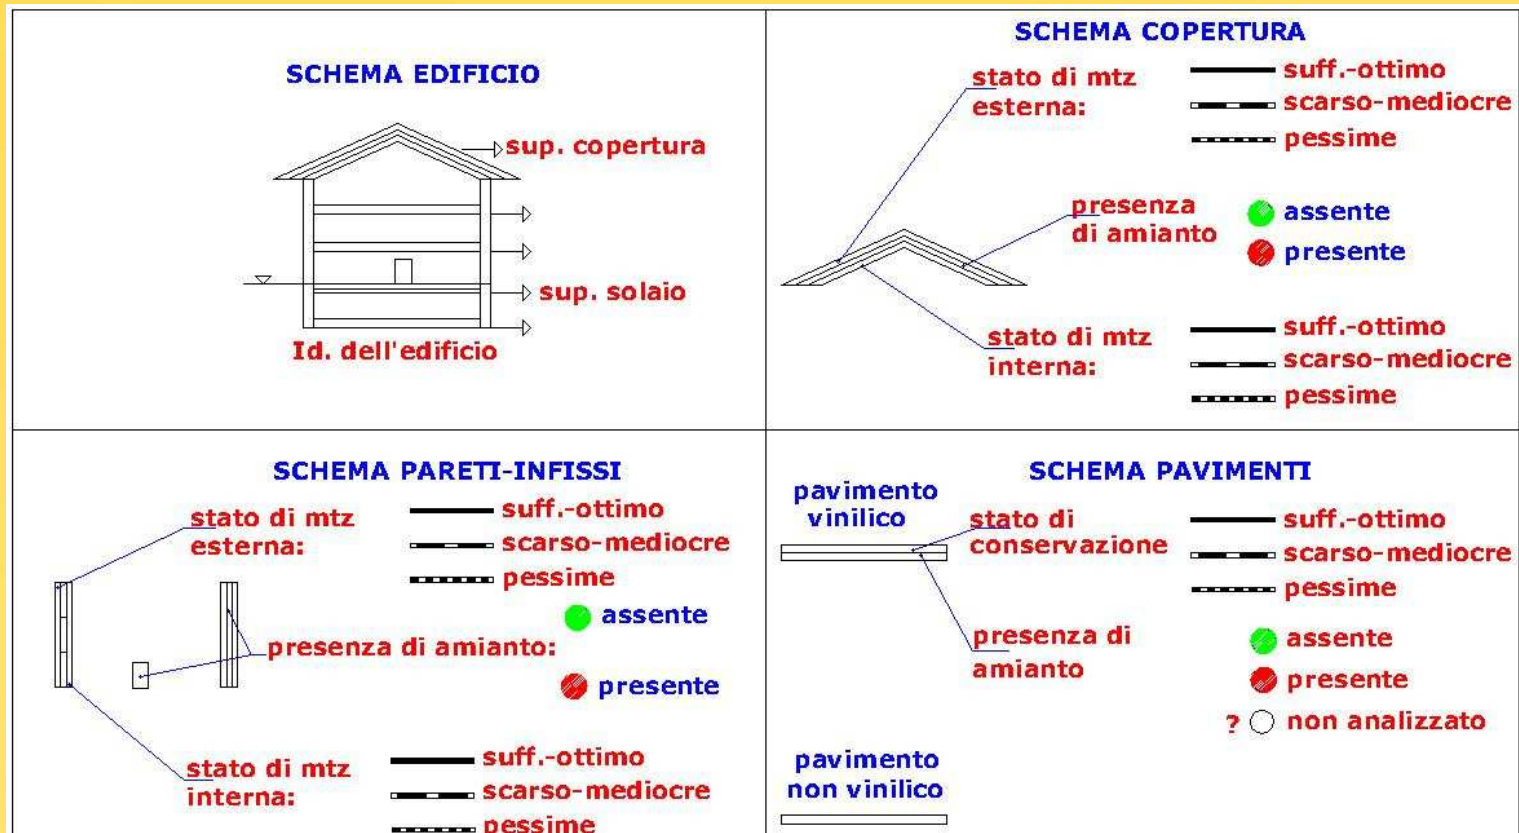 SCHEMA EDIFICIO
sup. copertura
sup. solaio
Id. dell'edificio
SCHEMA COPERTURA
stato di mtz
esterna:
suff.-ottimo
scarso-mediocre
pessime
presenza
di amianto
assente
presente
stato di mtz
interna:
suff.-ottimo
scarso-mediocre
pessime
SCHEMA PARETI-INFISSI
stato di mtz
esterna:
suff.-ottimo
scarso-mediocre
pessime
assente
presenza di amianto:
presente
stato di mtz
interna:
suff.-ottimo
scarso-mediocre
pessime
SCHEMA PAVIMENTI
pavimento
vinilico
stato di
conservazione
suff.-ottimo
scarso-mediocre
pessime
presenza di
amianto
assente
presente
? non analizzato
pavimento
non vinilico